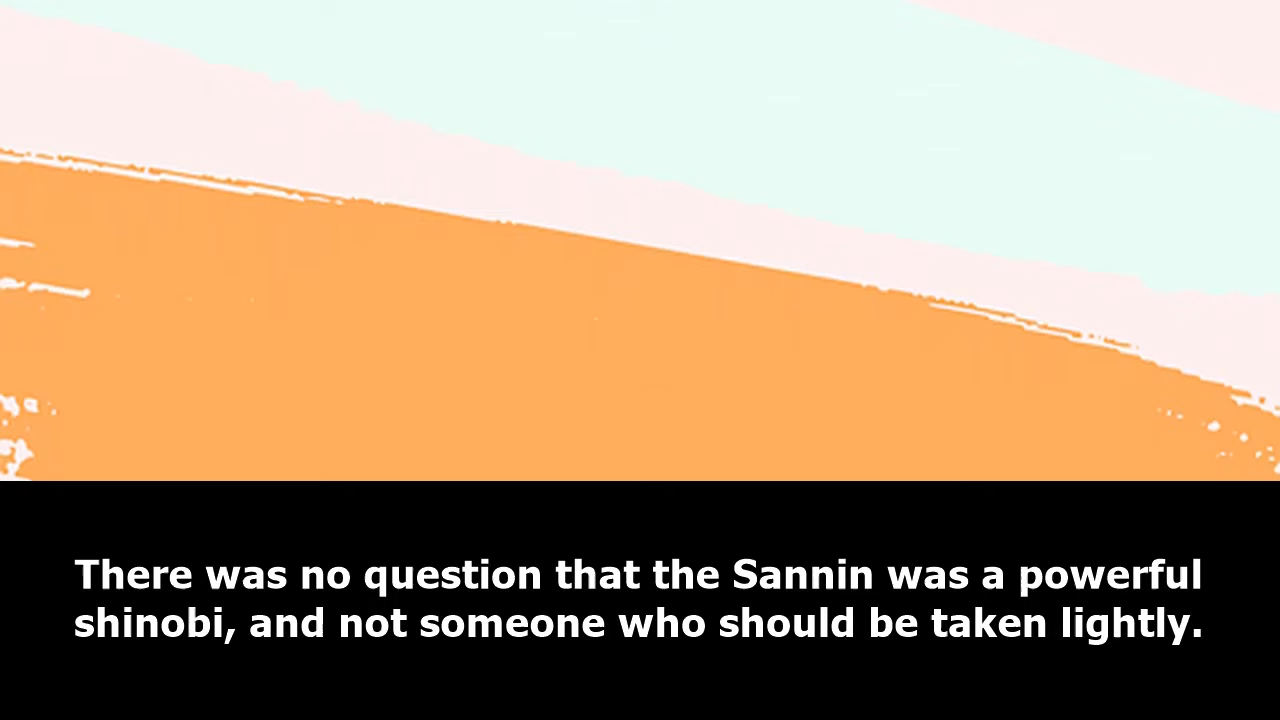 There was no question that the Sannin was a powerful
shinobi, and not someone who should be taken lightly.